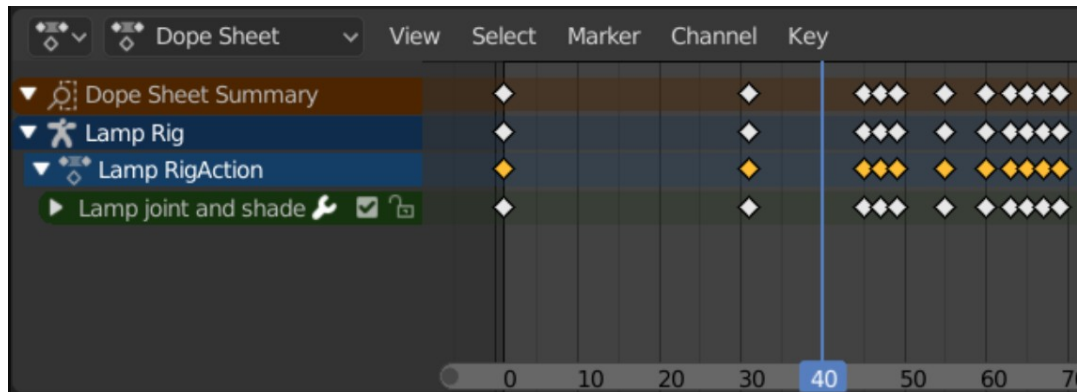 Dope Sheet View Select Marker Channel Key
Dope Sheet Summary
Lamp Rig
Lamp RigAction
Lamp joint and shade
0 10 20 30 40 50 60